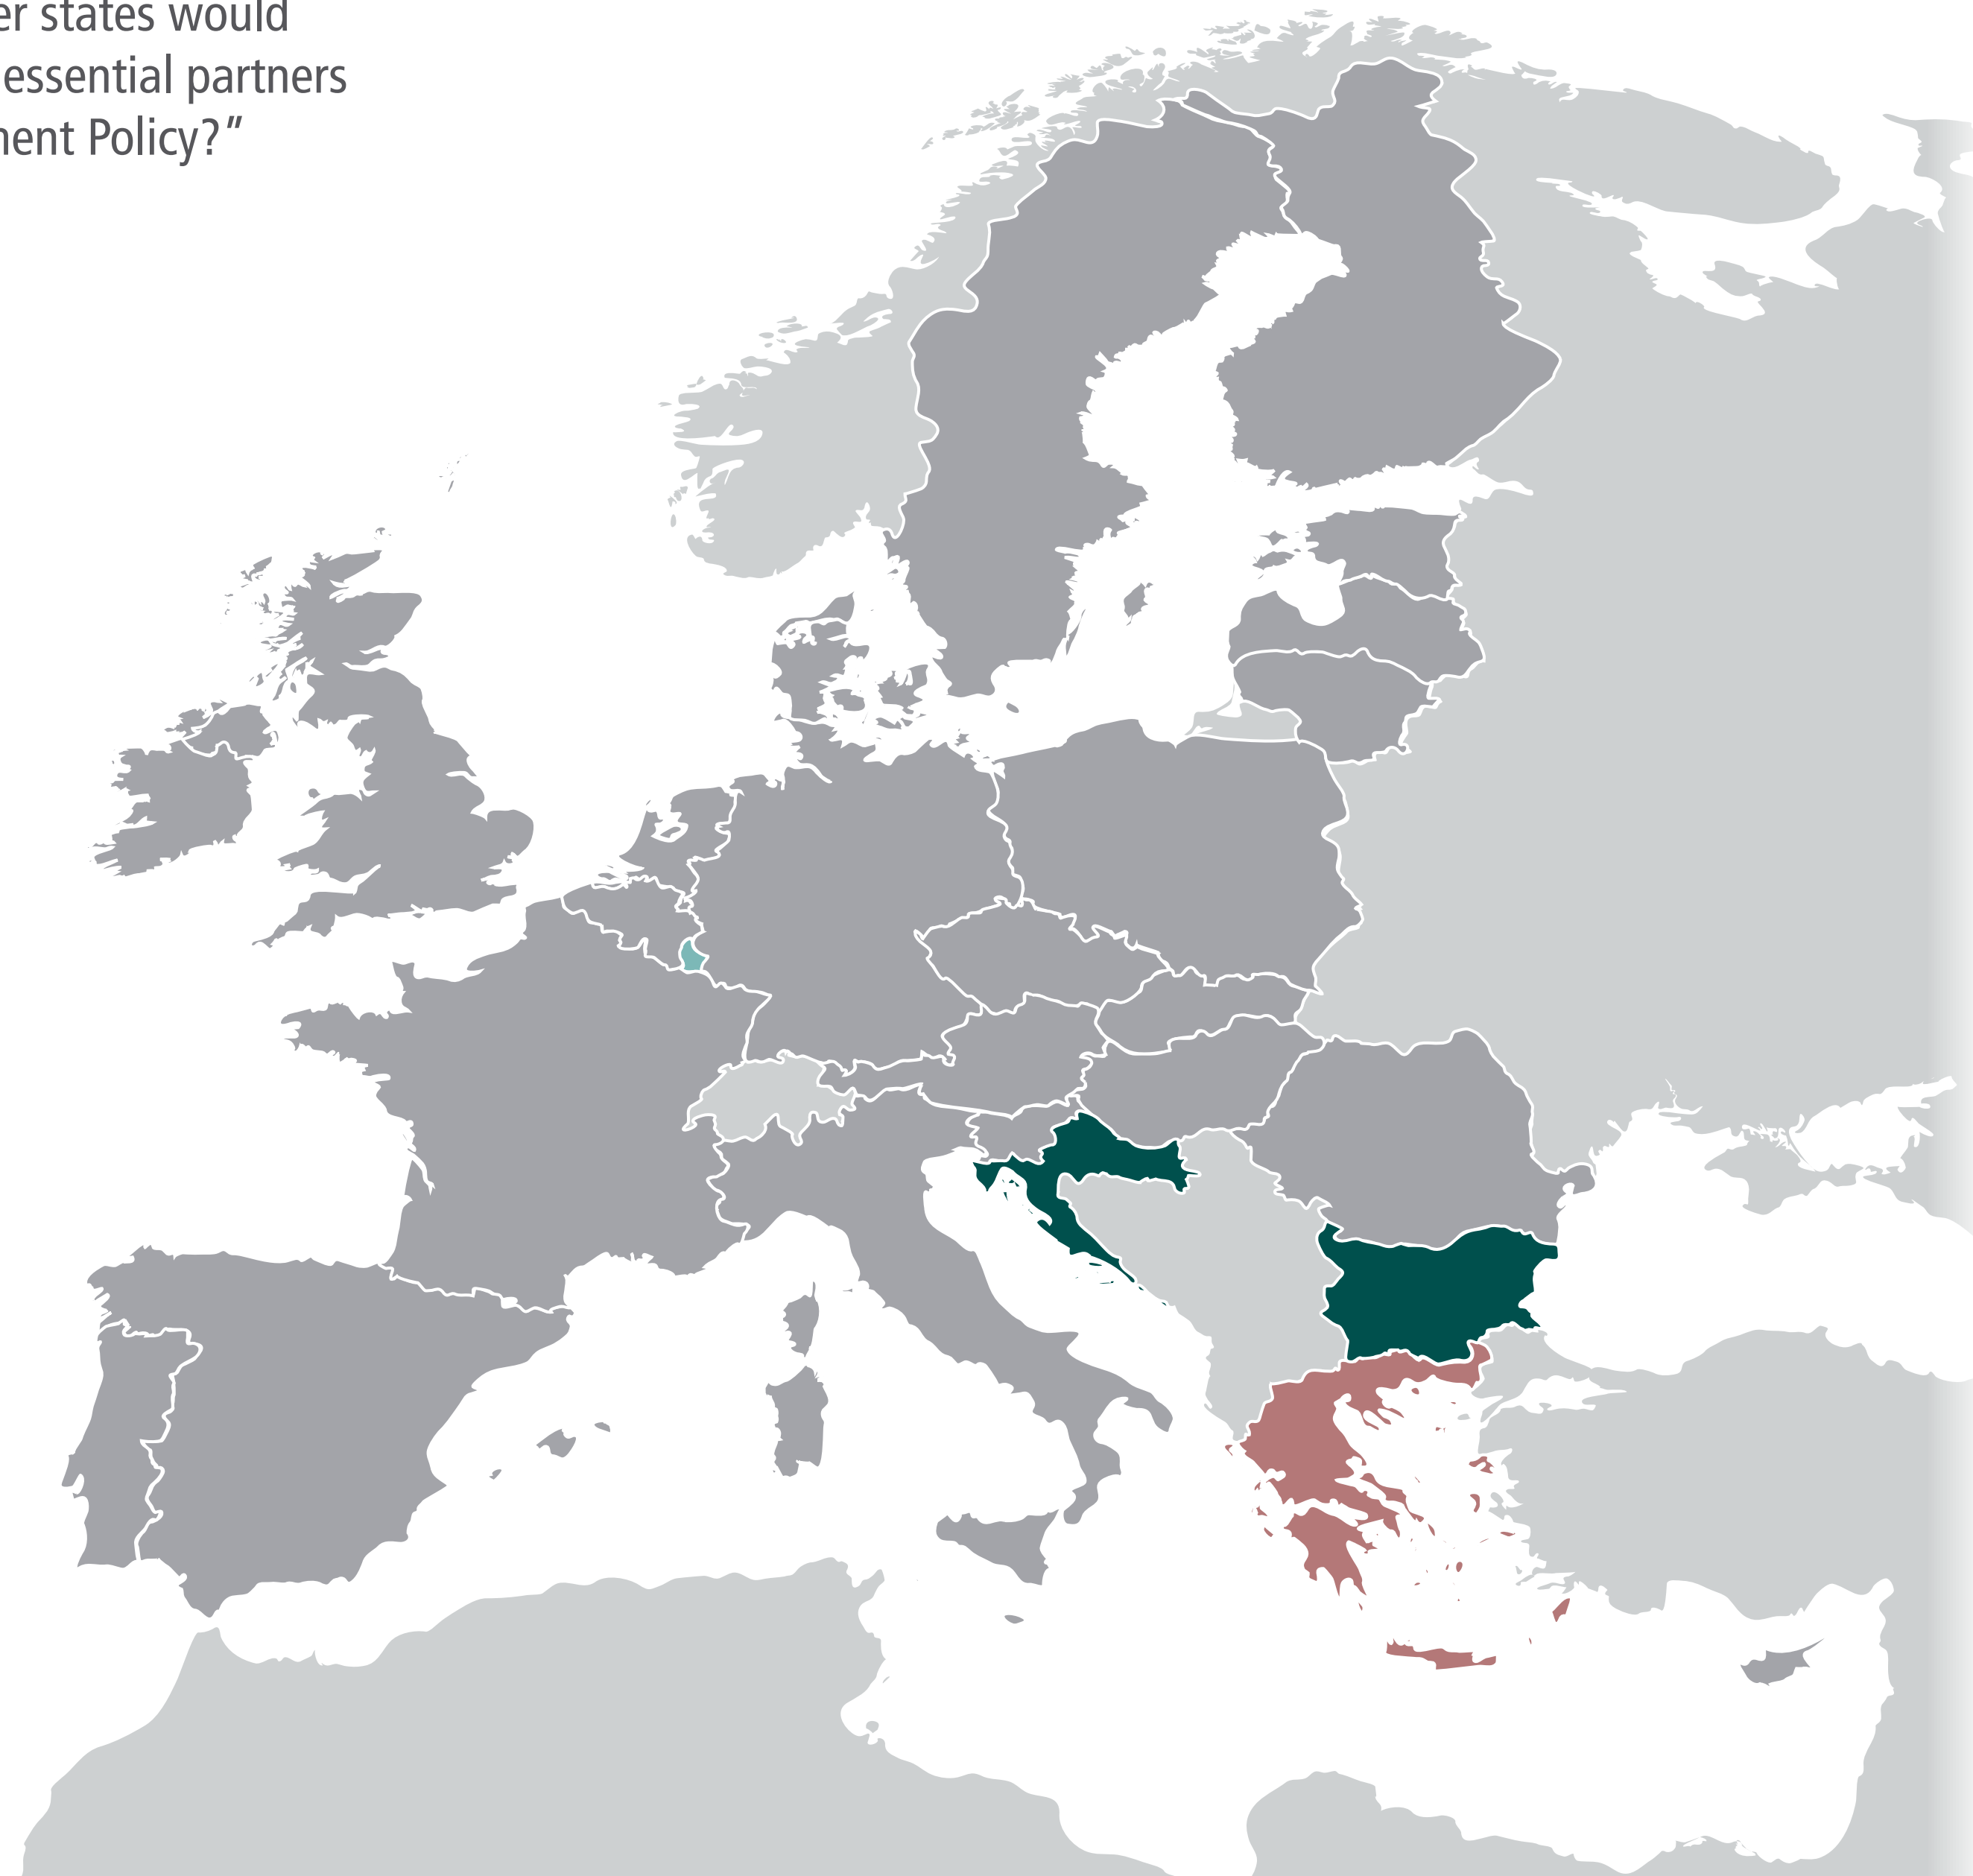 er states would
essential partners
nent Policy?”